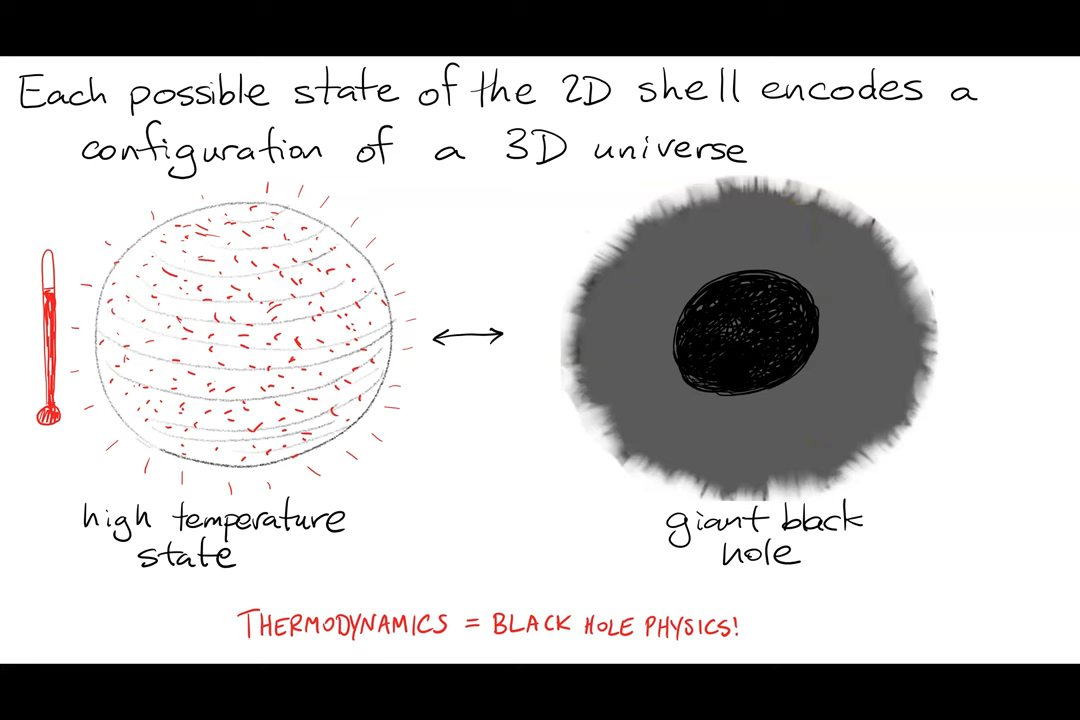 Each possible state of the 2D shell encodes a
configuration of a 3D universe
high temperature
state
giant black
hole
THERMODYNAMICS = BLACK HOLE PHYSICS!